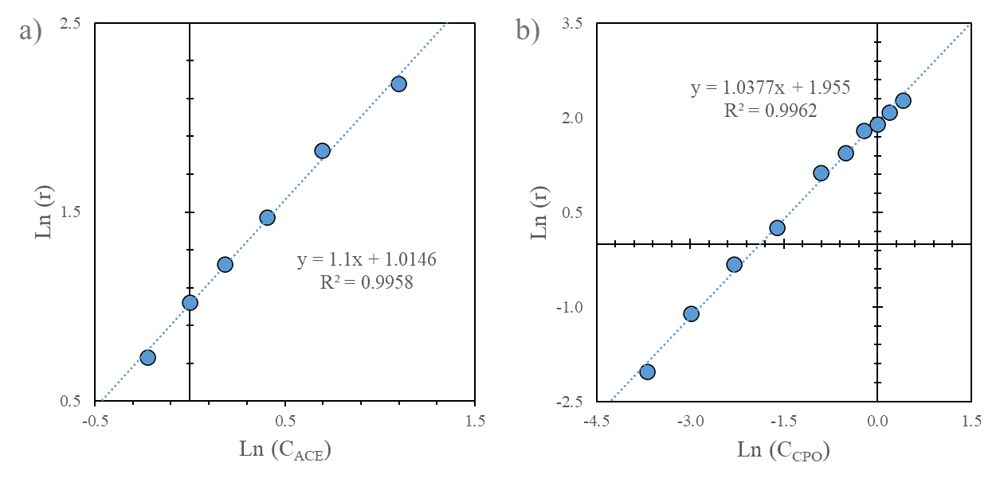 a)
2.5
1.5
0.5
-0.5
0.5
1.5
Ln (r)
Ln (C_ACE)
y = 1.1x + 1.0146
R² = 0.9958
b)
3.5
2.0
0.5
-1.0
-2.5
-4.5
-3.0
-1.5
0.0
1.5
Ln (r)
Ln (C_CPO)
y = 1.0377x + 1.955
R² = 0.9962